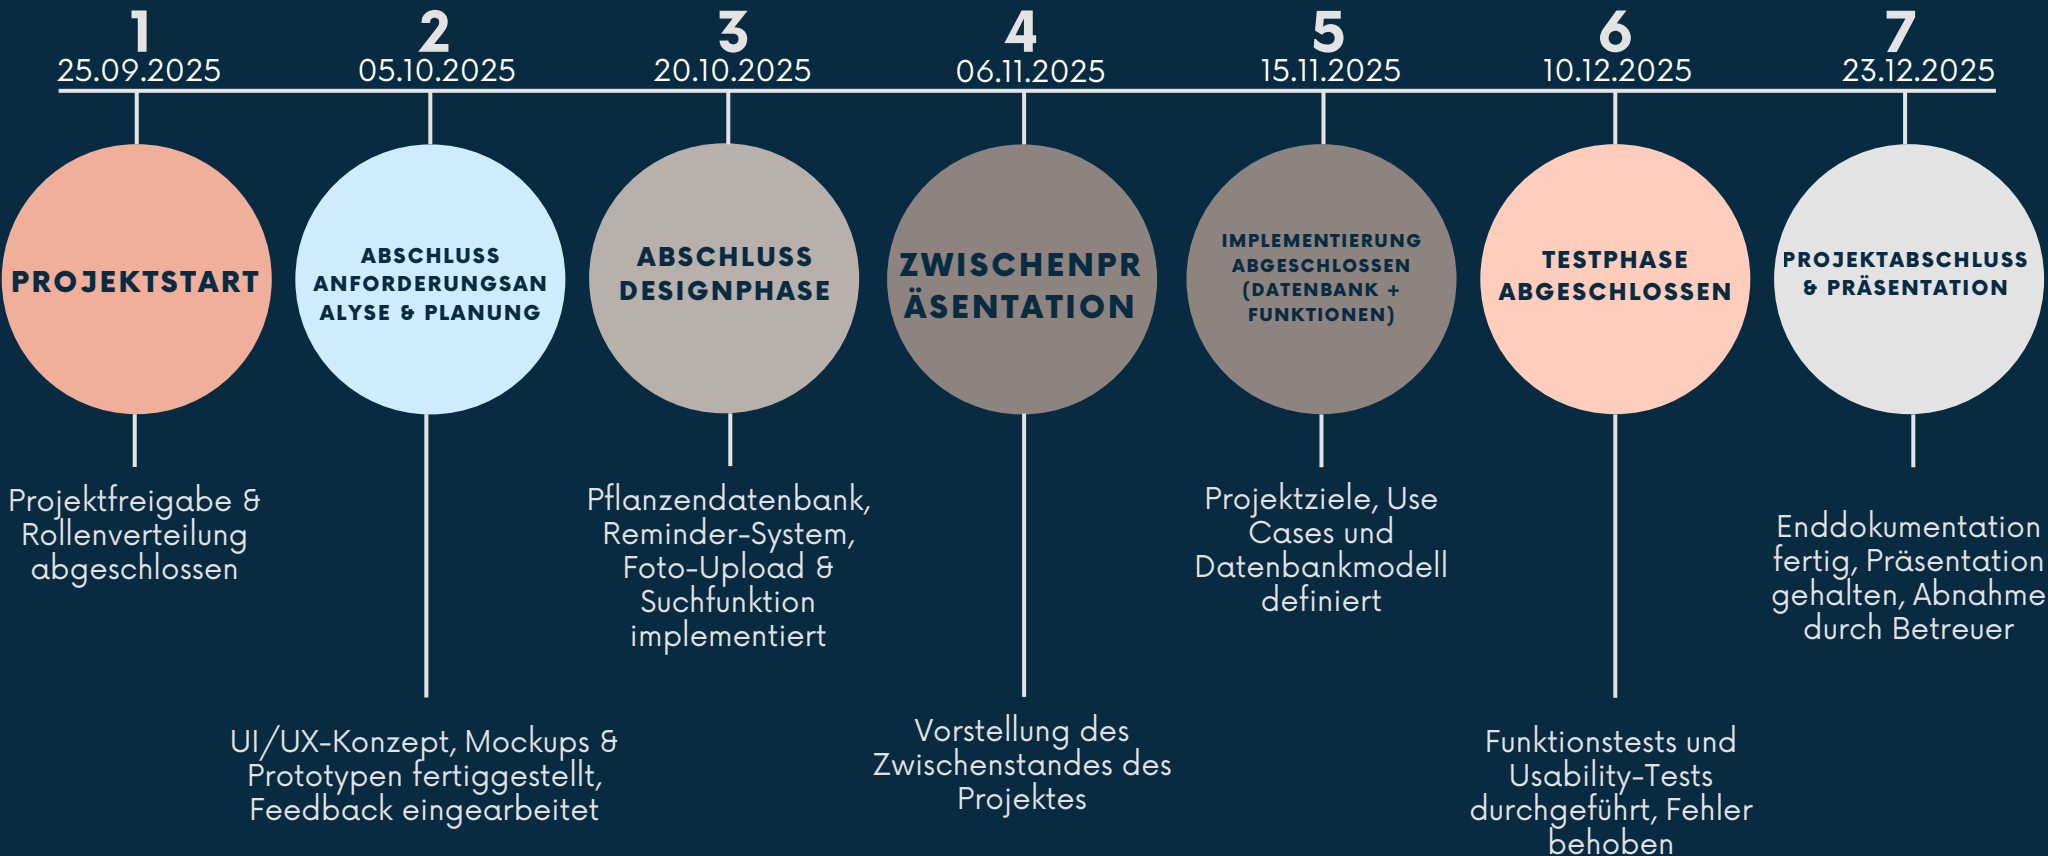 1
25.09.2025
PROJEKTSTART
Projektfreigabe &
Rollenverteilung
abgeschlossen
2
05.10.2025
ABSCHLUSS
ANFORDERUNGSAN
ALYSE & PLANUNG
UI/UX-Konzept, Mockups &
Prototypen fertiggestellt,
Feedback eingearbeitet
3
20.10.2025
ABSCHLUSS
DESIGNPHASE
Pflanzendatenbank,
Reminder-System,
Foto-Upload &
Suchfunktion
implementiert
4
06.11.2025
ZWISCHENPR
ÄSENTATION
Vorstellung des
Zwischenstandes des
Projektes
5
15.11.2025
IMPLEMENTIERUNG
ABGESCHLOSSEN
(DATENBANK +
FUNKTIONEN)
Projektziele, Use
Cases und
Datenbankmodell
definiert
6
10.12.2025
TESTPHASE
ABGESCHLOSSEN
Funktionstests und
Usability-Tests
durchgeführt, Fehler
behoben
7
23.12.2025
PROJEKTABSCHLUSS
& PRÄSENTATION
Enddokumentation
fertig, Präsentation
gehalten, Abnahme
durch Betreuer